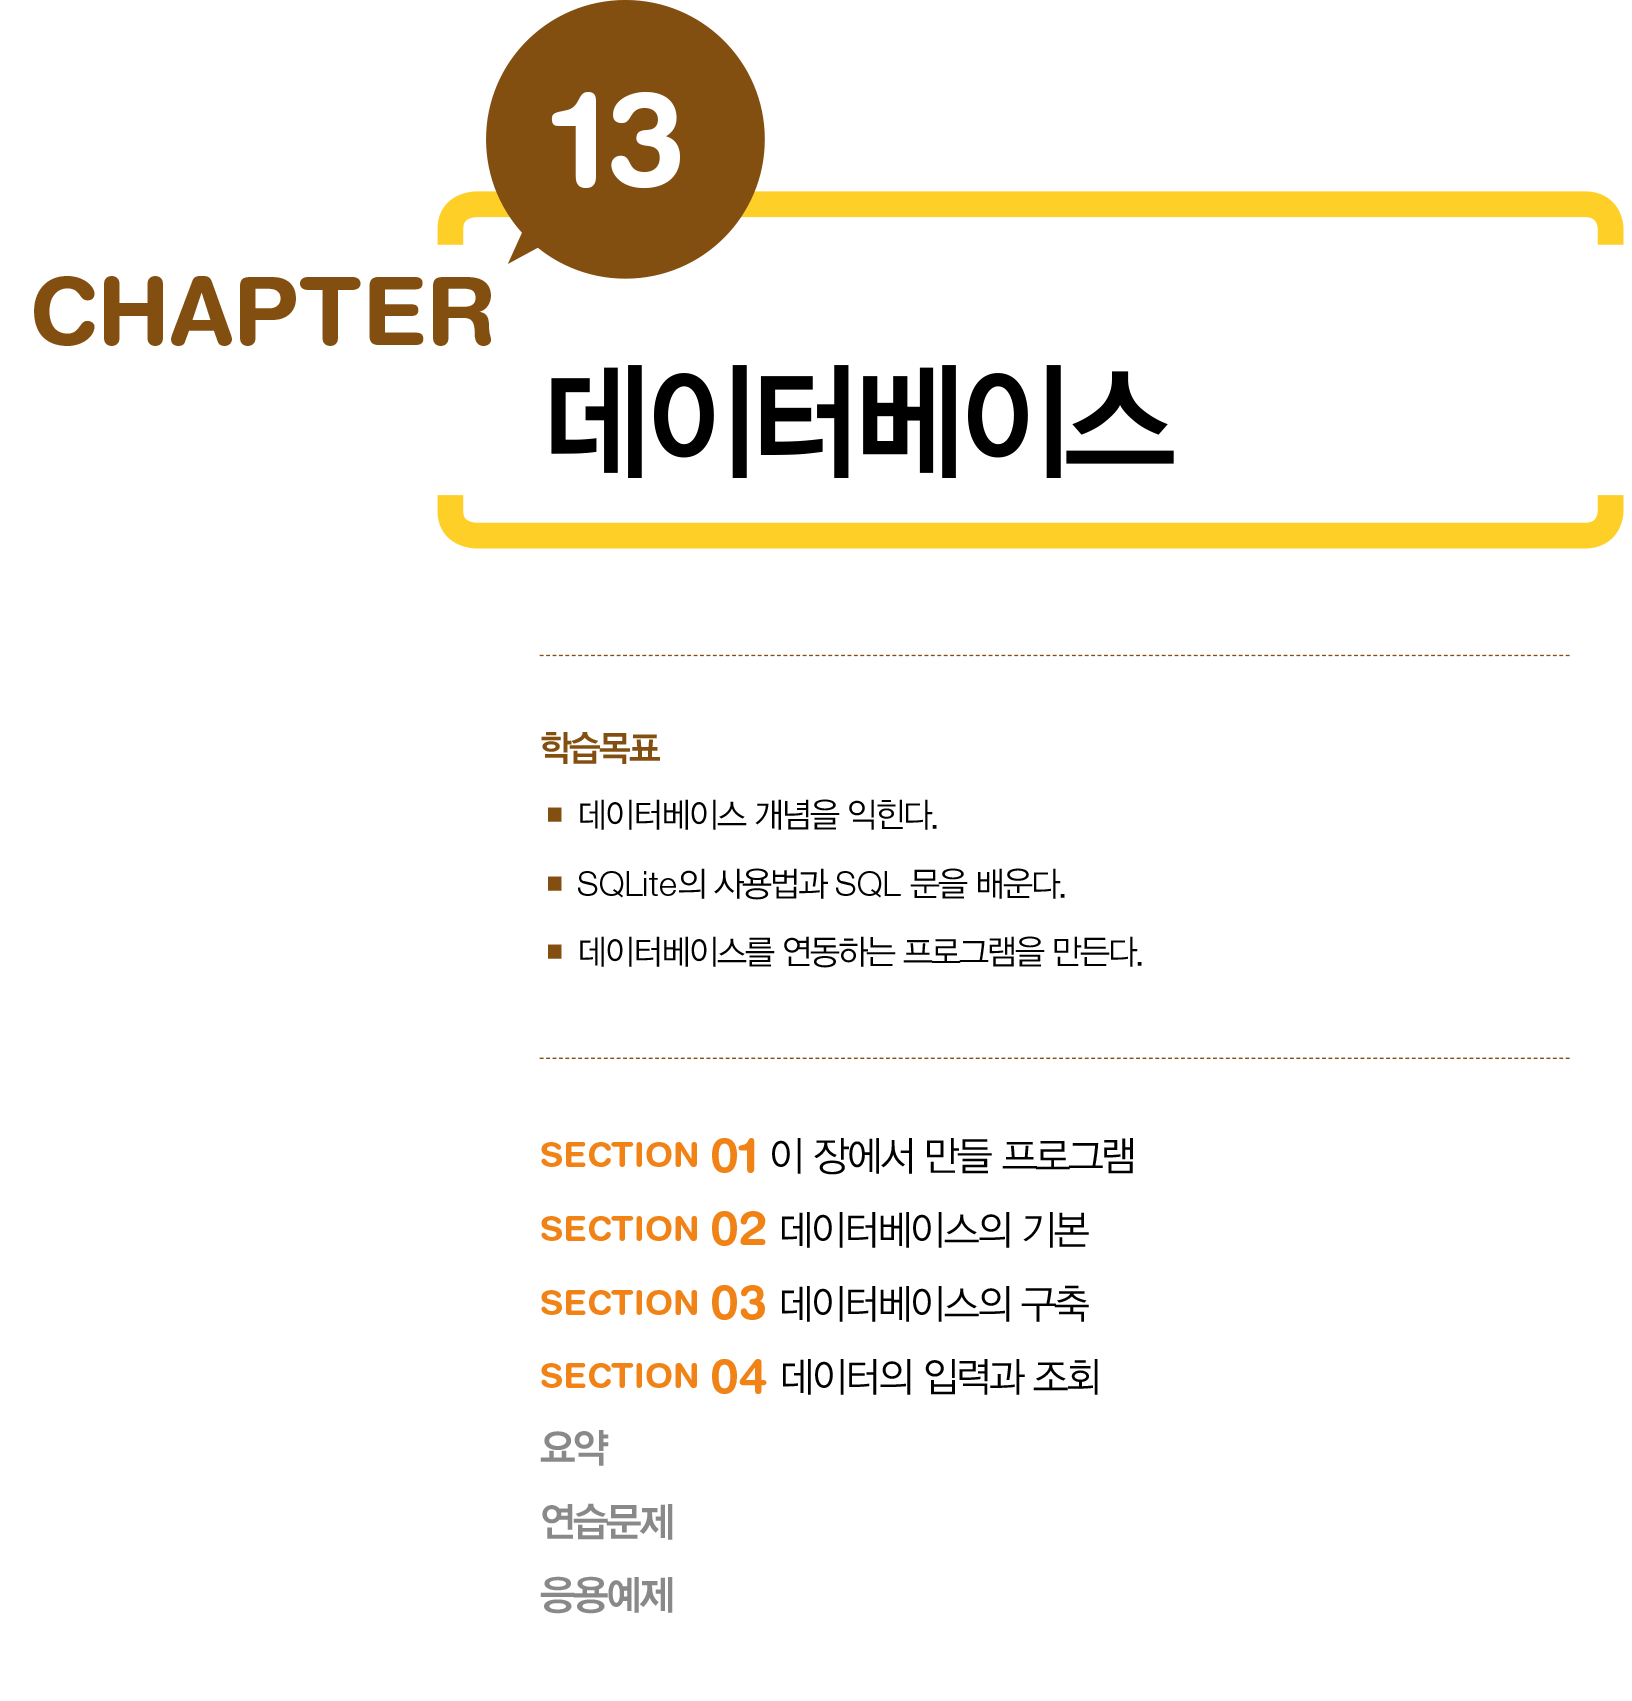 13
CHAPTER
데이터베이스
학습목표
■ 데이터베이스 개념을 익힌다.
■ SQLite의 사용법과 SQL 문을 배운다.
■ 데이터베이스를 연동하는 프로그램을 만든다.
SECTION 01 이 장에서 만들 프로그램
SECTION 02 데이터베이스의 기본
SECTION 03 데이터베이스의 구축
SECTION 04 데이터의 입력과 조회
요약
연습문제
응용예제